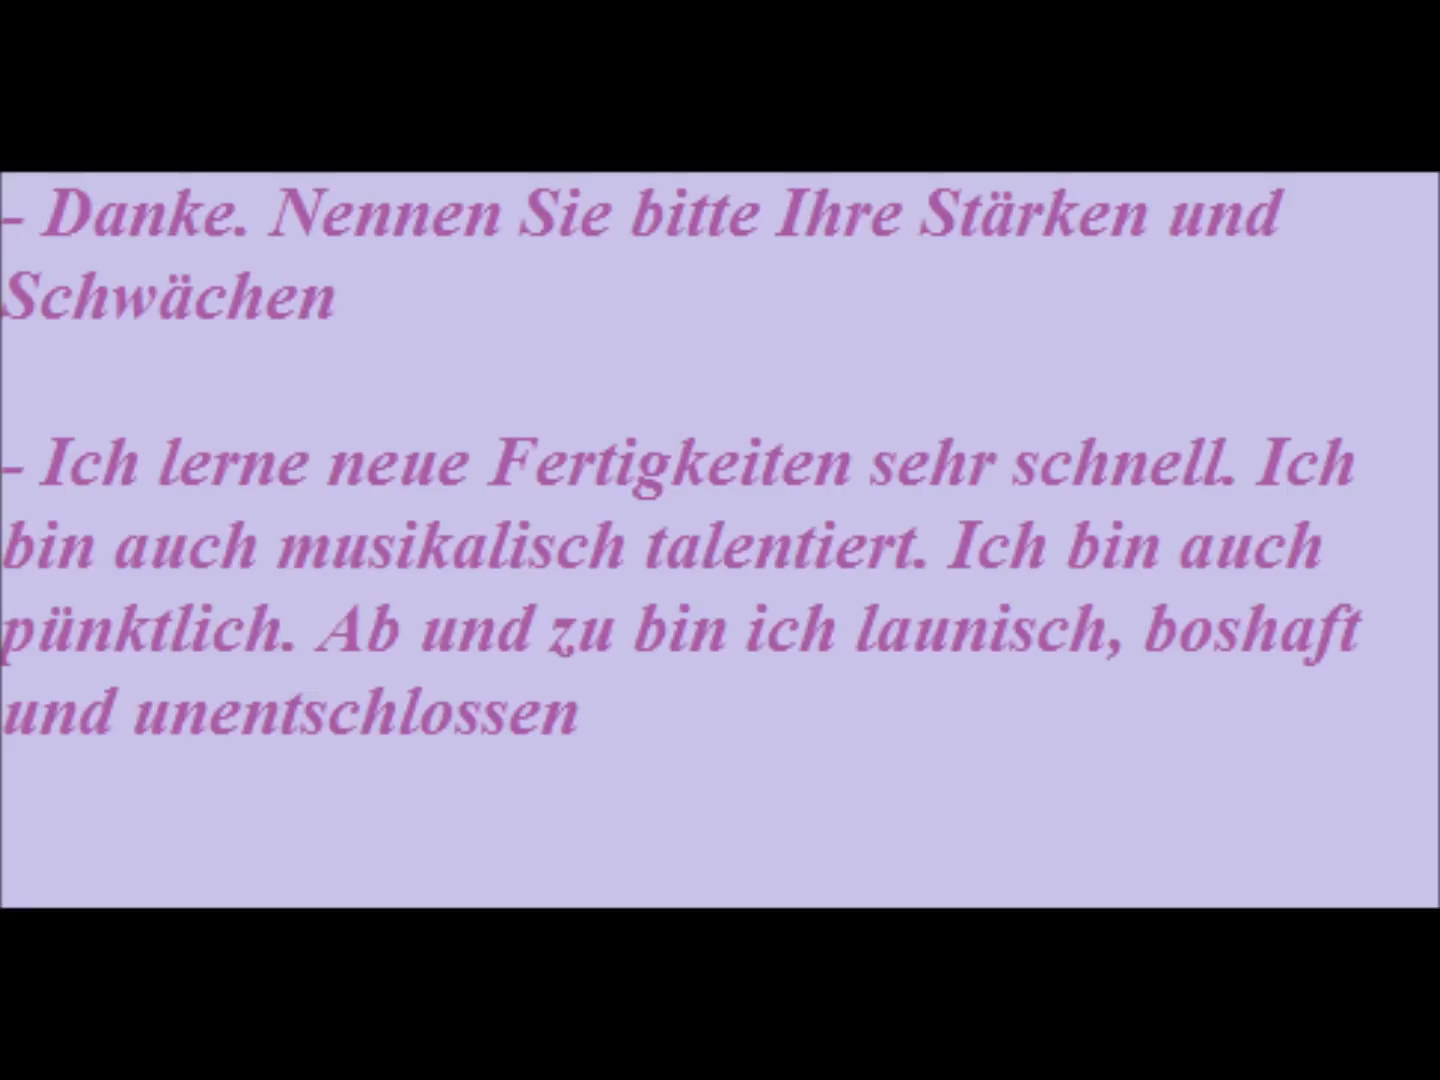 - Danke. Nennen Sie bitte Ihre Stärken und
Schwächen
- Ich lerne neue Fertigkeiten sehr schnell. Ich
bin auch musikalisch talentiert. Ich bin auch
pünktlich. Ab und zu bin ich launisch, boshaft
und unentschlossen